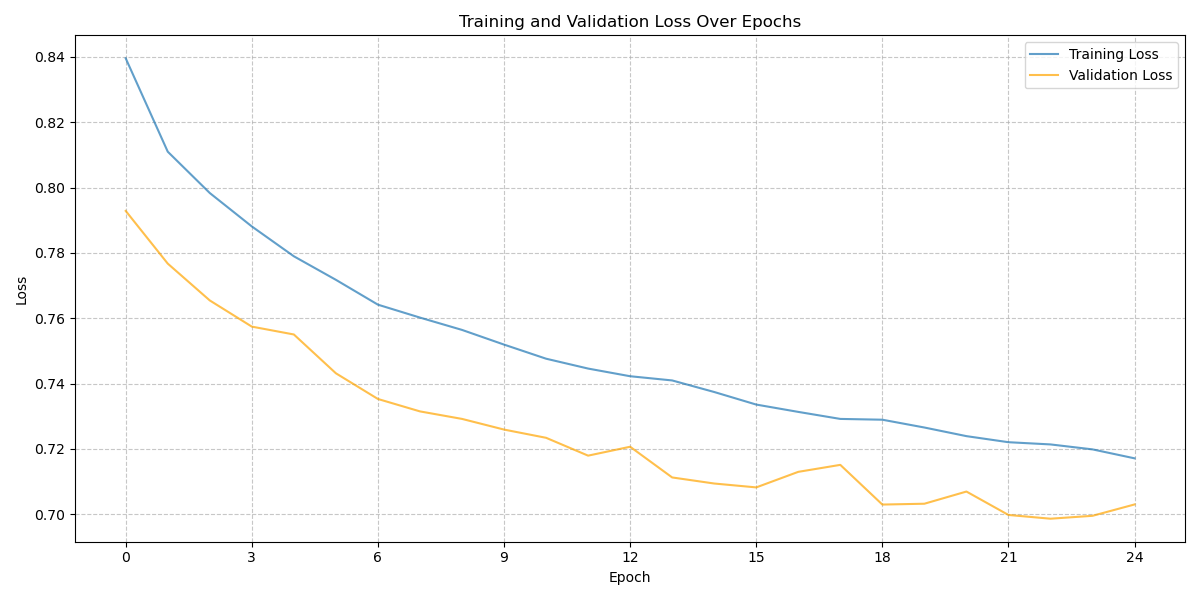 Training and Validation Loss Over Epochs
Training Loss
Validation Loss
Loss
0.84
0.82
0.80
0.78
0.76
0.74
0.72
0.70
0 3 6 9 12 15 18 21 24
Epoch